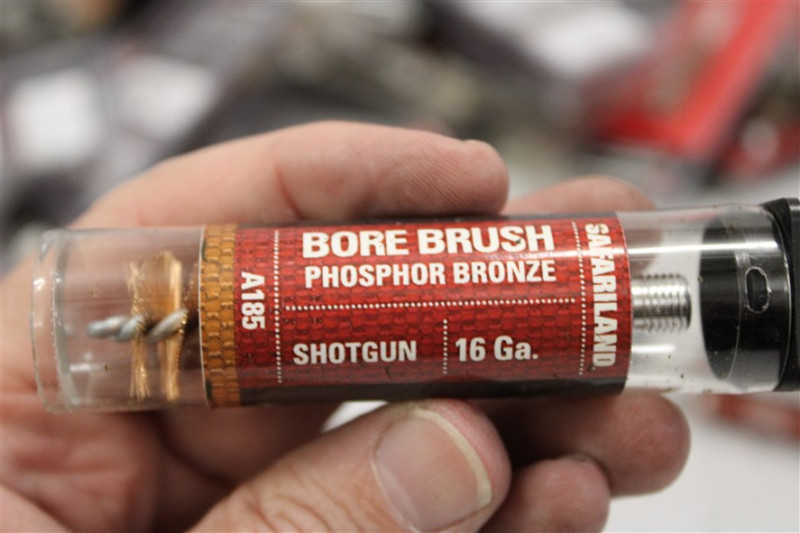 A185
BORE BRUSH
PHOSPHOR BRONZE
SHOTGUN 16 Ga.
SAFARILAND